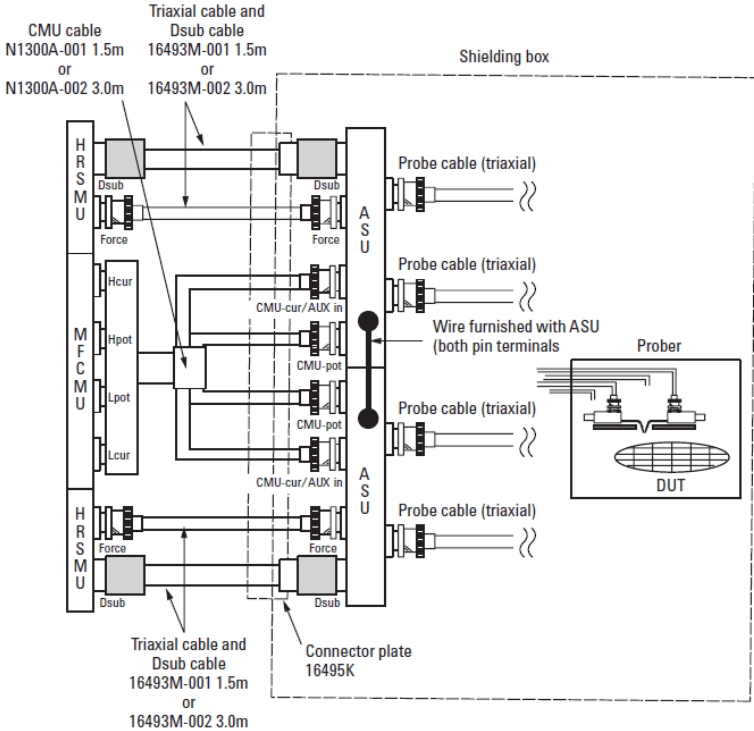 CMU cable
N1300A-001 1.5m
or
N1300A-002 3.0m
Triaxial cable and
Dsub cable
16493M-001 1.5m
or
16493M-002 3.0m
Shielding box
H
R
S
M
U
Dsub
Dsub
Probe cable (triaxial)
A
S
U
Force
Force
M
F
C
M
U
Hcur
Probe cable (triaxial)
CMU-cur/AUX in
Hpot
Wire furnished with ASU
(both pin terminals
CMU-pot
Prober
Lpot
CMU-pot
Probe cable (triaxial)
Lcur
CMU-cur/AUX in
A
S
U
DUT
H
R
S
M
U
Probe cable (triaxial)
Force
Force
Dsub
Dsub
Triaxial cable and
Dsub cable
16493M-001 1.5m
or
16493M-002 3.0m
Connector plate
16495K